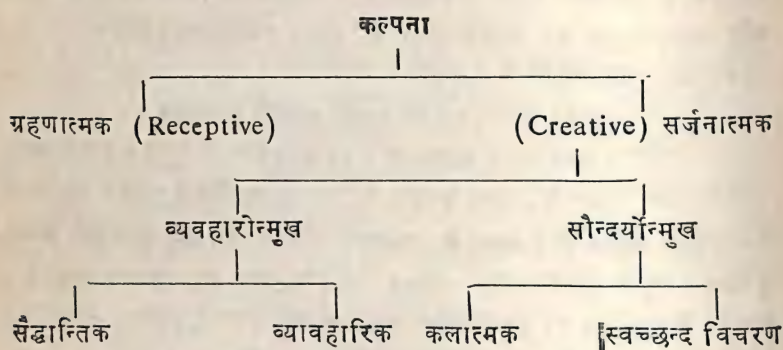 कल्पना
ग्रहणात्मक (Receptive) (Creative) सर्जनात्मक
व्यवहारोन्मुख सौन्दर्योन्मुख
सैद्धान्तिक व्यावहारिक कलात्मक स्वच्छन्द विचरण